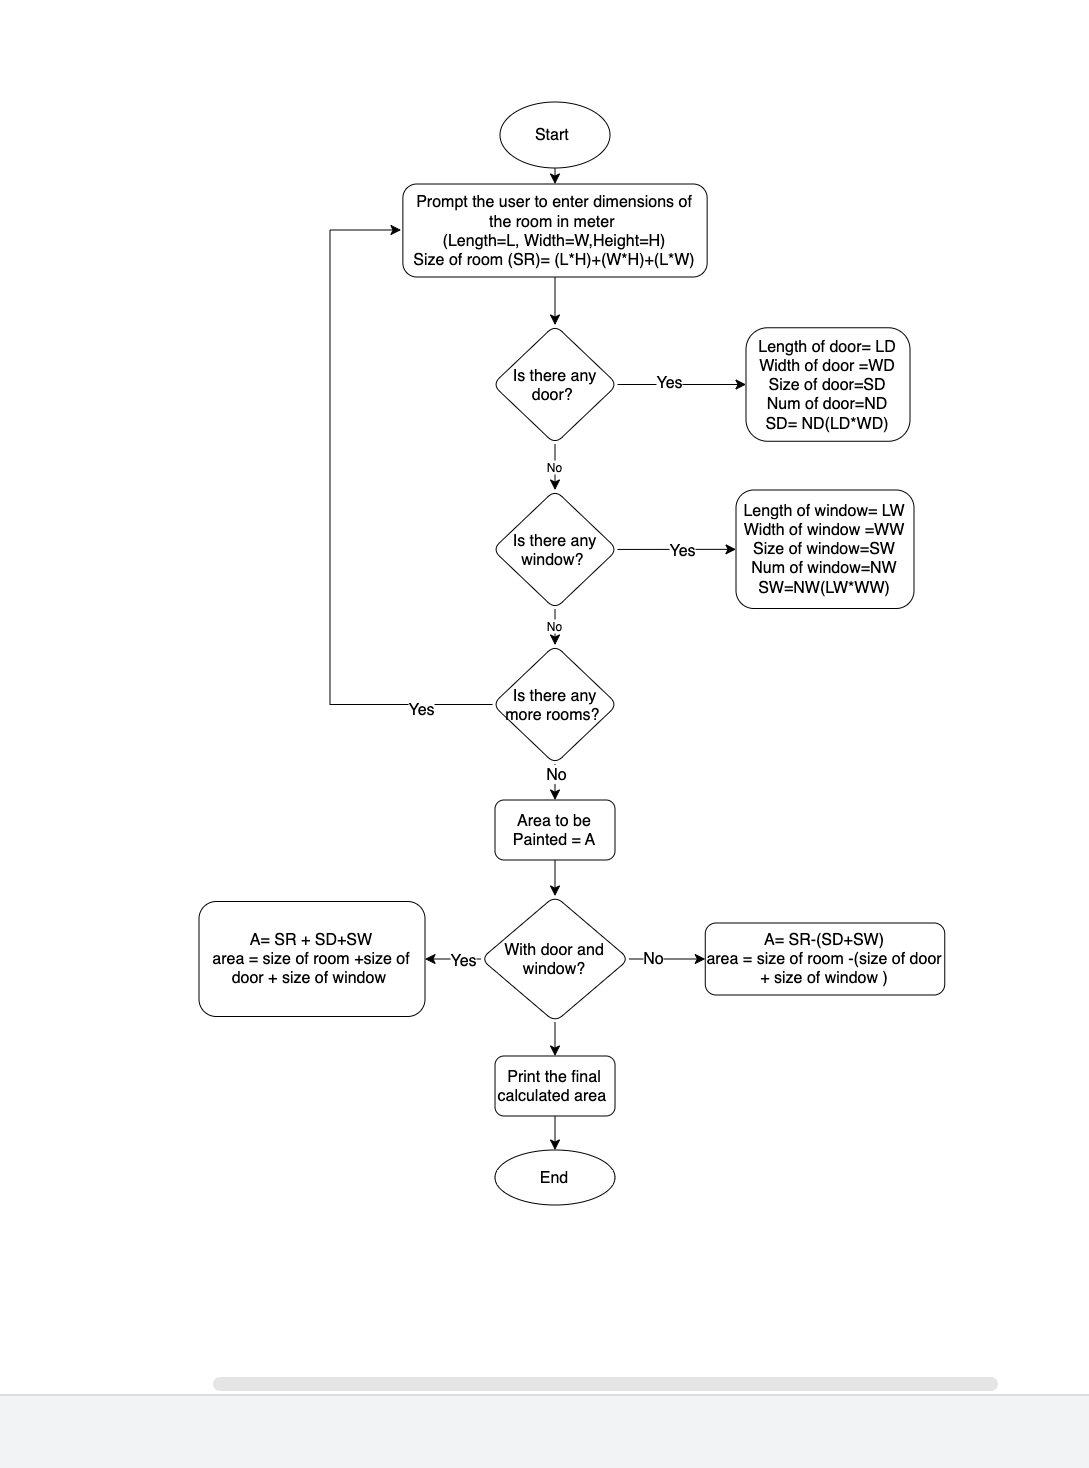 Start
Prompt the user to enter dimensions of
the room in meter
(Length=L, Width=W,Height=H)
Size of room (SR)= (L*H)+(W*H)+(L*W)
Is there any
door?
Yes
Length of door= LD
Width of door =WD
Size of door=SD
Num of door=ND
SD= ND(LD*WD)
No
Is there any
window?
Yes
Length of window= LW
Width of window =WW
Size of window=SW
Num of window=NW
SW=NW(LW*WW)
No
Is there any
more rooms?
Yes
No
Area to be
Painted = A
With door and
window?
Yes
A= SR + SD+SW
area = size of room +size of
door + size of window
No
A= SR-(SD+SW)
area = size of room -(size of door
+ size of window )
Print the final
calculated area
End